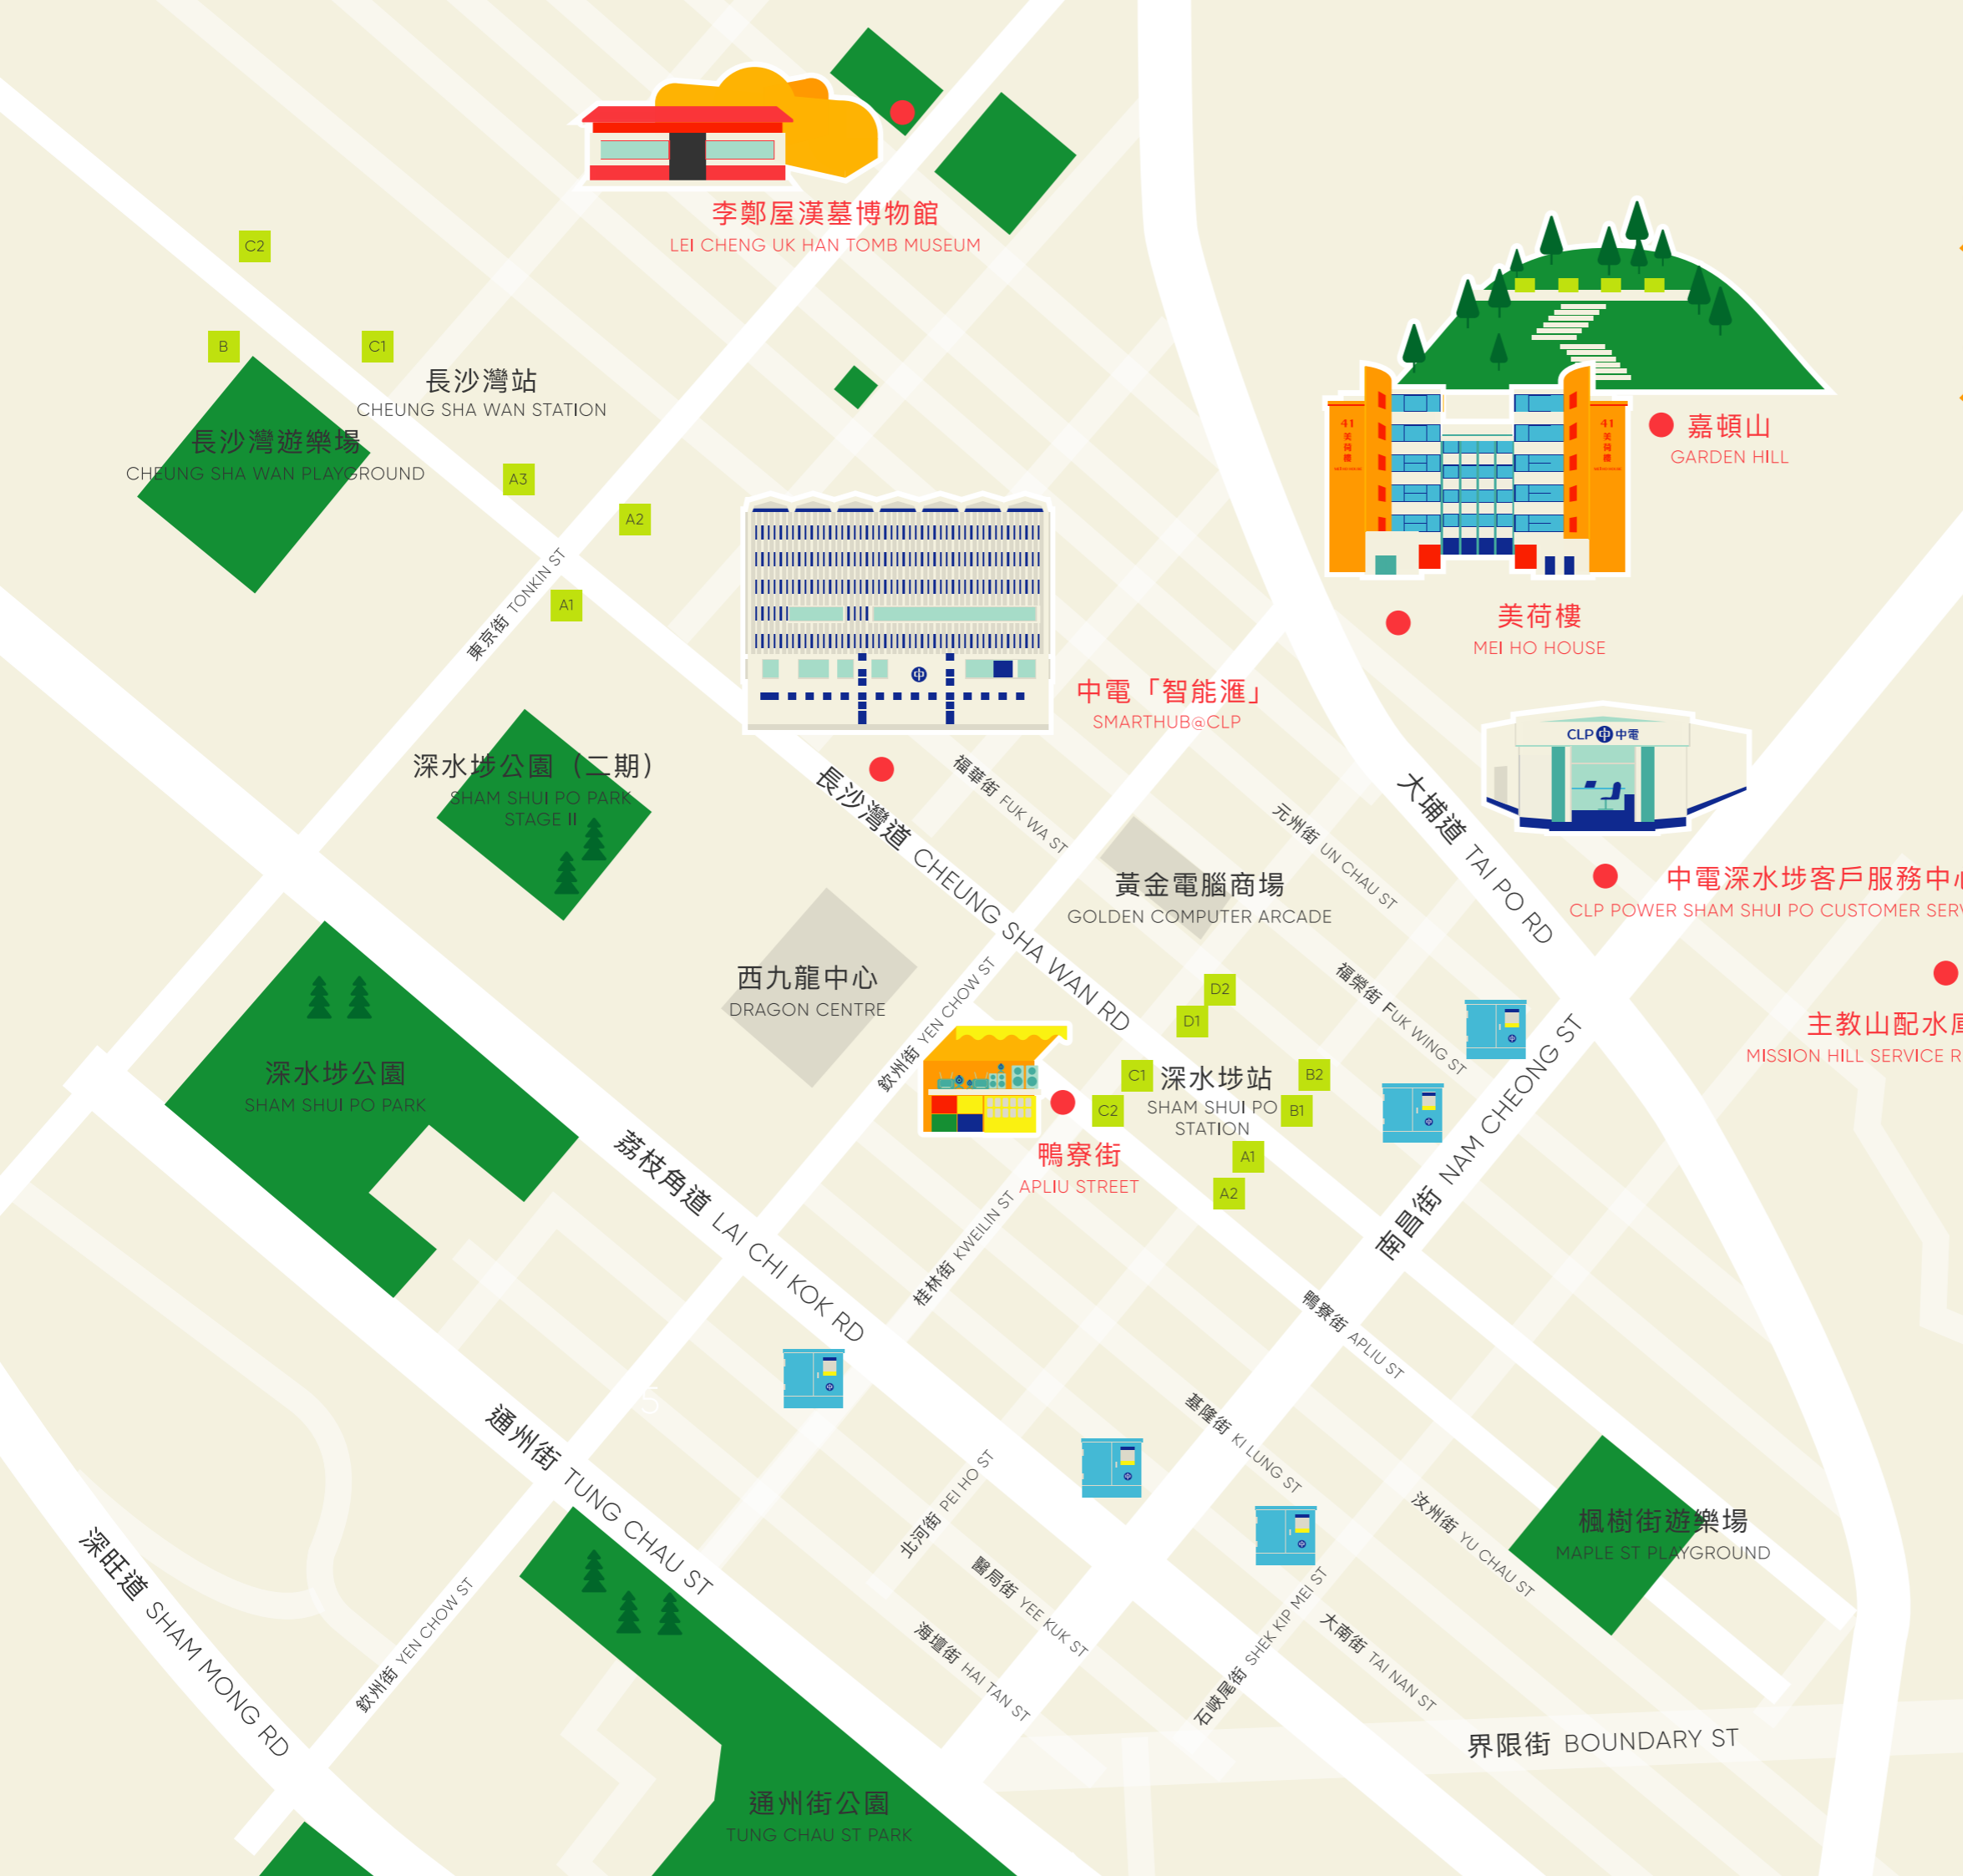 李鄭屋漢墓博物館
LEI CHENG UK HAN TOMB MUSEUM
C2
B
C1
長沙灣站
CHEUNG SHA WAN STATION
長沙灣遊樂場
CHEUNG SHA WAN PLAYGROUND
A3
A2
A1
東京街 TONKIN ST
41
美荷樓
41
美荷樓
嘉頓山
GARDEN HILL
美荷樓
MEI HO HOUSE
中
中電「智能滙」
SMARTHUB@CLP
CLP 中電
中電深水埗客戶服務中
CLP POWER SHAM SHUI PO CUSTOMER SER
主教山配水庫
MISSION HILL SERVICE R
深水埗公園（二期）
SHAM SHUI PO PARK
STAGE II
長沙灣道 CHEUNG SHA WAN RD
福華街 FUK WA ST
元州街 UN CHAU ST
大埔道 TAI PO RD
黃金電腦商場
GOLDEN COMPUTER ARCADE
西九龍中心
DRAGON CENTRE
欽州街 YEN CHOW ST
福榮街 FUK WING ST
D2
D1
C1
深水埗站
SHAM SHUI PO
STATION
B2
C2
B1
A1
A2
鴨寮街
APLIU STREET
南昌街 NAM CHEONG ST
深水埗公園
SHAM SHUI PO PARK
荔枝角道 LAI CHI KOK RD
桂林街 KWEILIN ST
鴨寮街 APLIU ST
5
通州街 TUNG CHAU ST
基隆街 KI LUNG ST
北河街 PEI HO ST
汝州街 YU CHAU ST
楓樹街遊樂場
MAPLE ST PLAYGROUND
深旺道 SHAM MONG RD
欽州街 YEN CHOW ST
醫局街 YEE KUK ST
海壇街 HAI TAN ST
石峽尾街 SHEK KIP MEI ST
大南街 TAI NAN ST
界限街 BOUNDARY ST
通州街公園
TUNG CHAU ST PARK